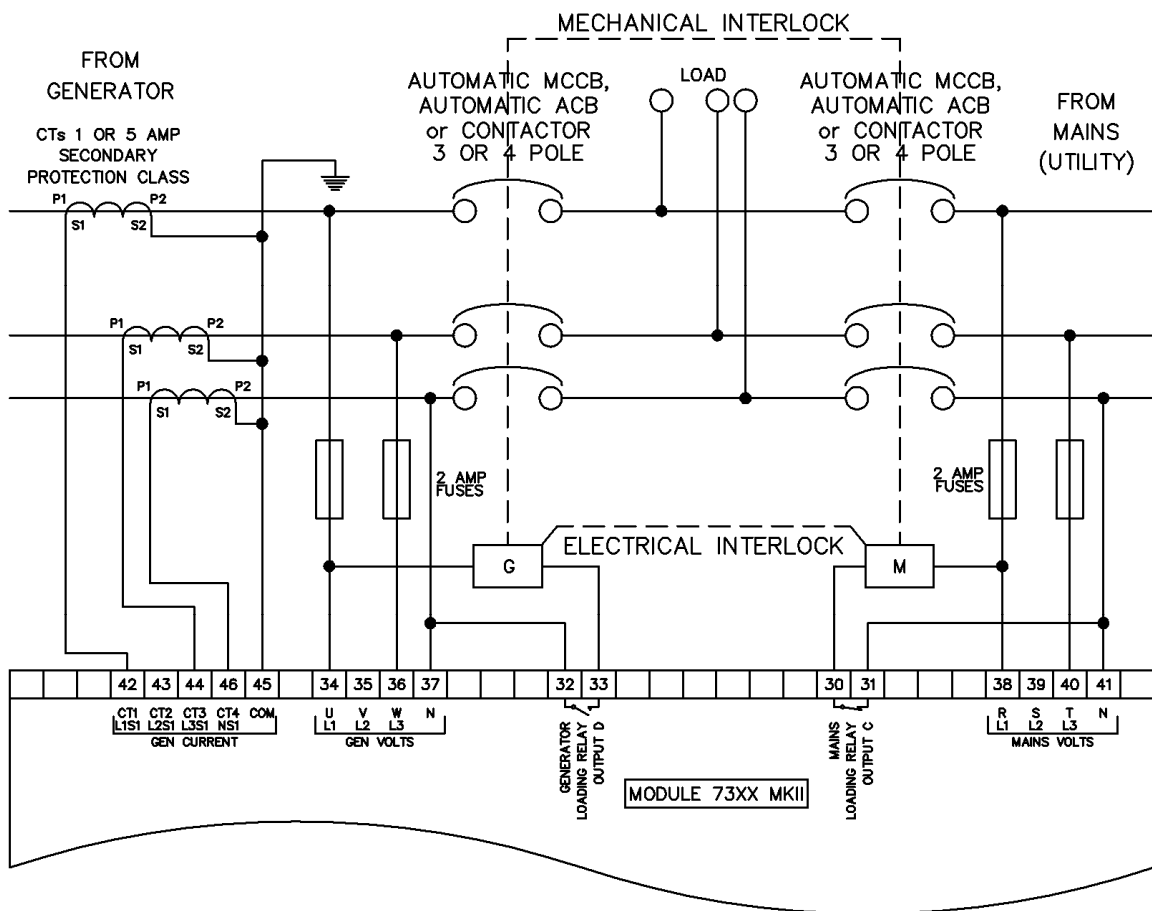 MECHANICAL INTERLOCK
FROM
GENERATOR
CTs 1 OR 5 AMP
SECONDARY
PROTECTION CLASS
AUTOMATIC MCCB,
AUTOMATIC ACB
or CONTACTOR
3 OR 4 POLE
LOAD
AUTOMATIC MCCB,
AUTOMATIC ACB
or CONTACTOR
3 OR 4 POLE
FROM
MAINS
(UTILITY)
P1 P2
S1 S2
P1 P2
S1 S2
P1 P2
S1 S2
2 AMP
FUSES
2 AMP
FUSES
ELECTRICAL INTERLOCK
G
M
42 43 44 46 45 34 35 36 37 32 33 30 31 38 39 40 41
CT1 CT2 CT3 CT4 COM
L1S1 L2S1 L3S1 NS1
GEN CURRENT
U V W N
L1 L2 L3
GEN VOLTS
GENERATOR
LOADING RELAY
OUTPUT D
MAINS
LOADING RELAY
OUTPUT C
R S T N
L1 L2 L3
MAINS VOLTS
MODULE 73XX MKII